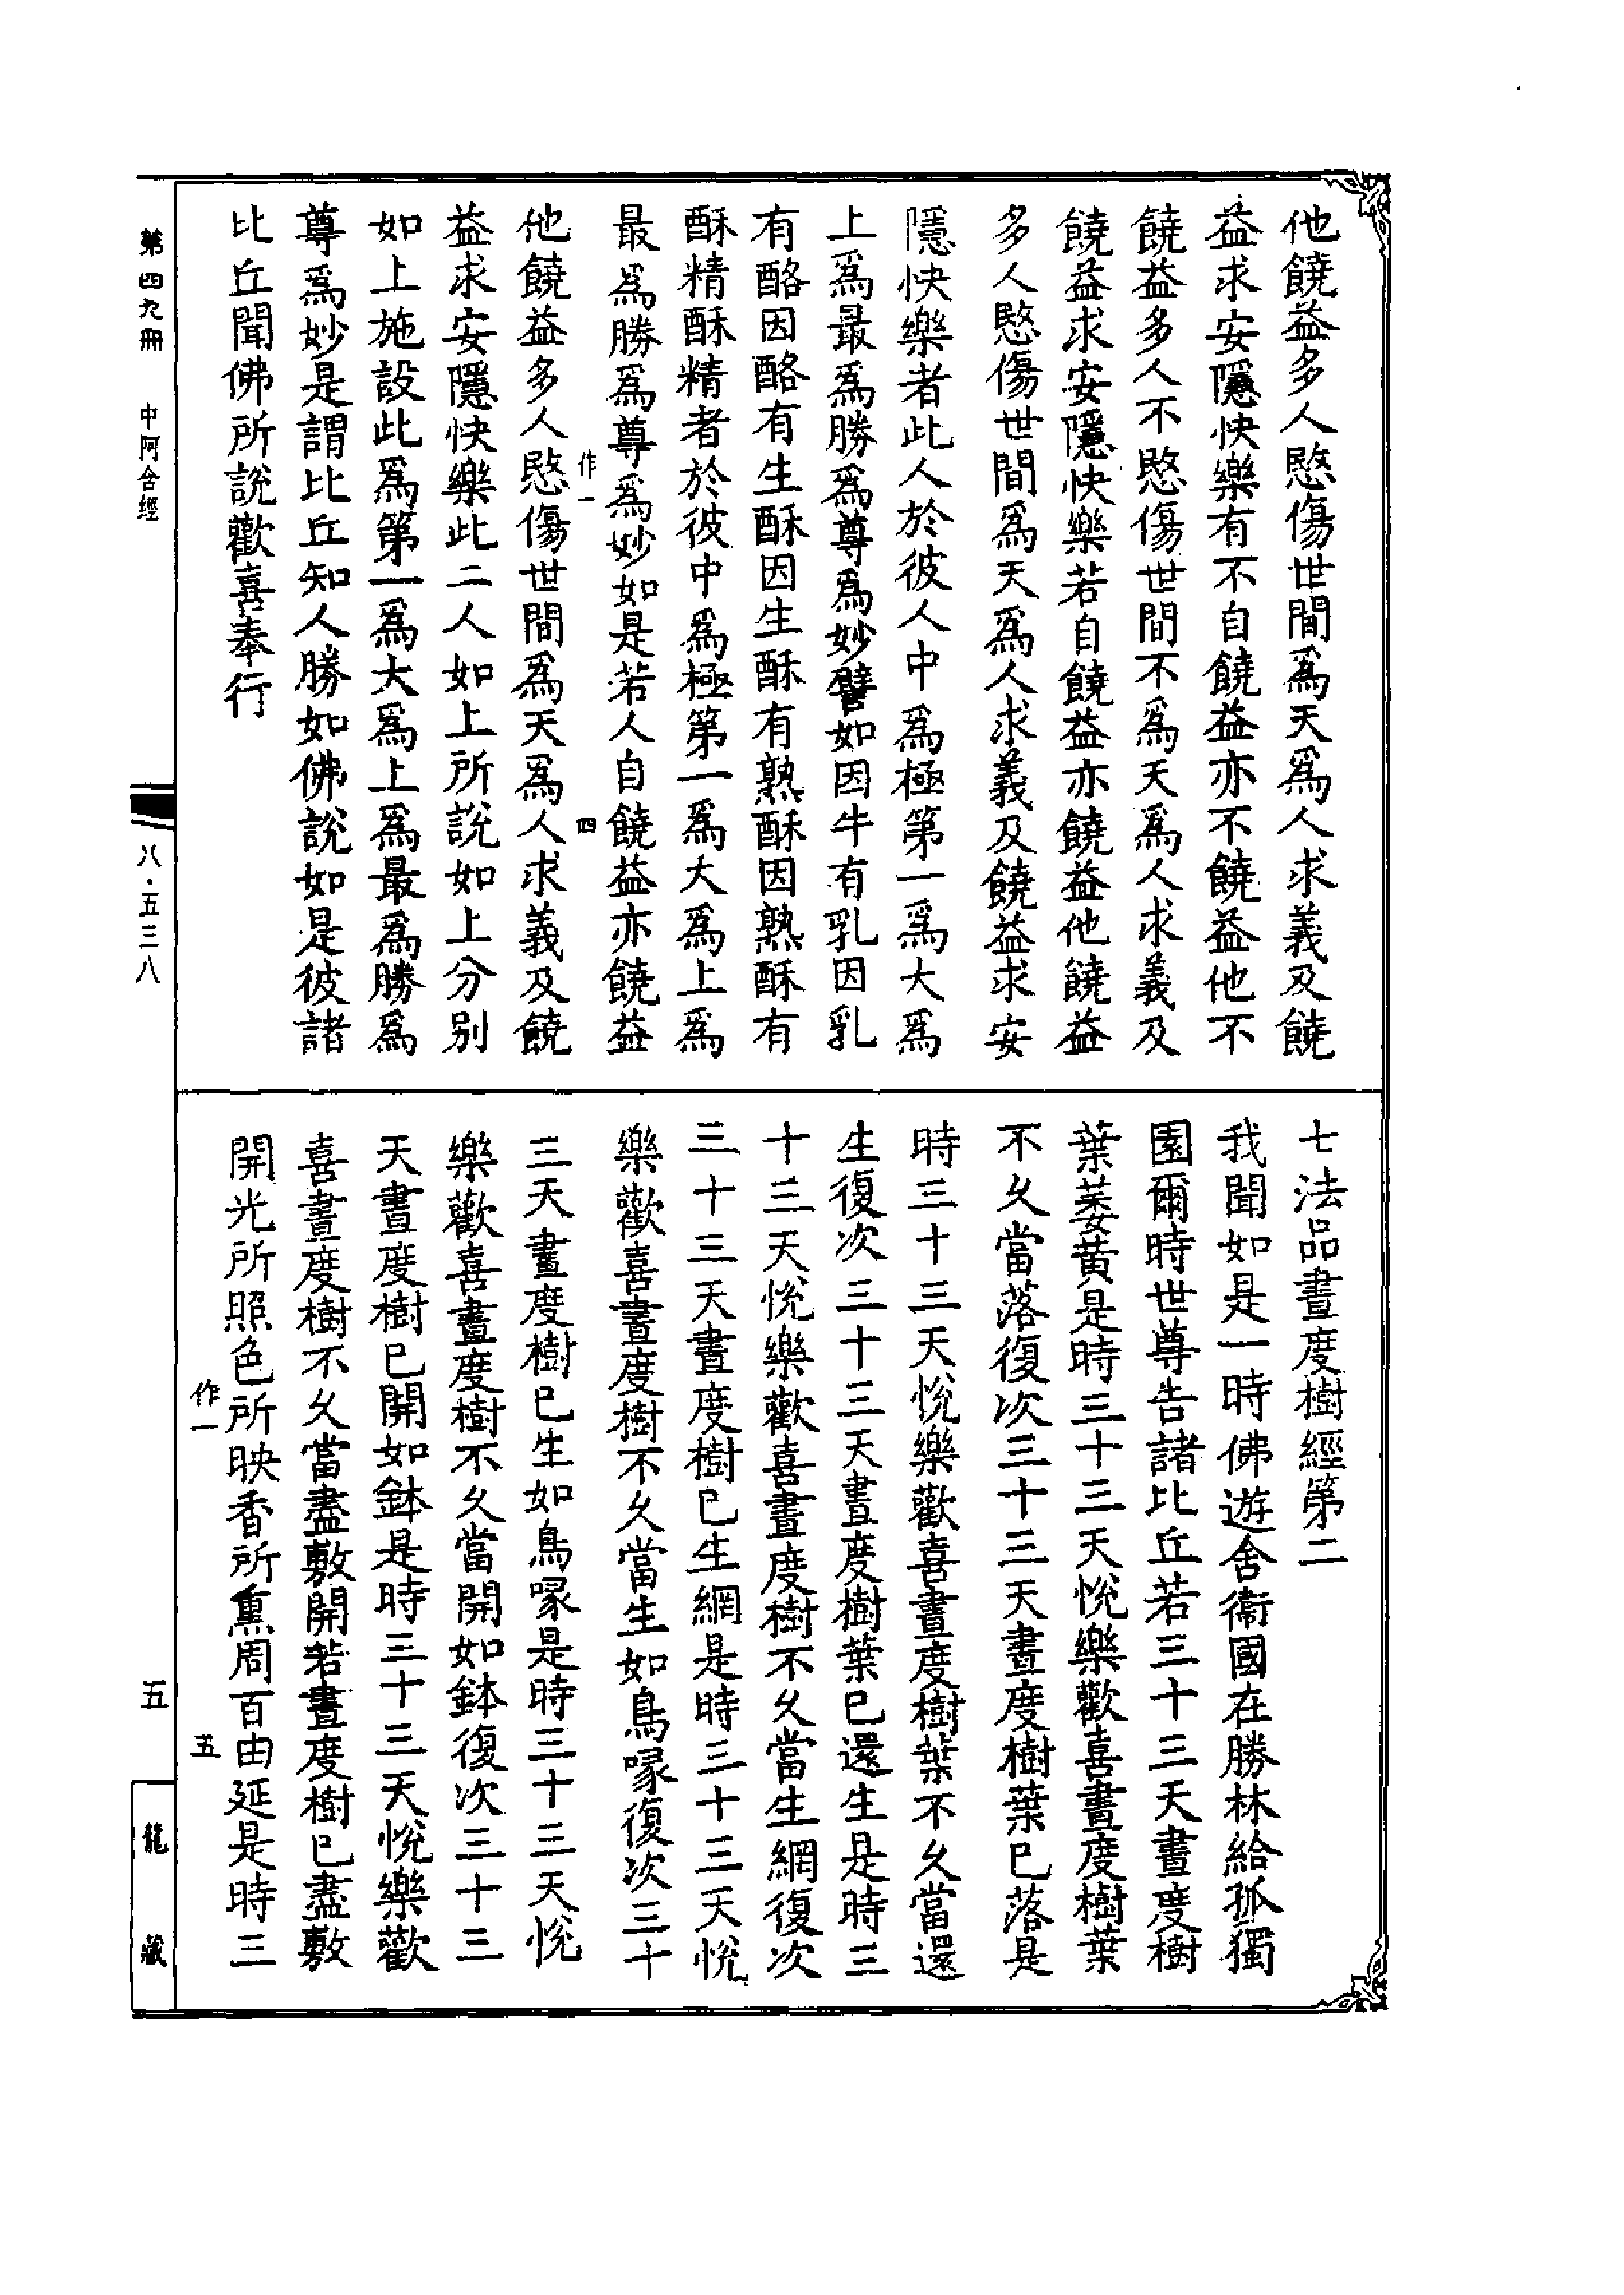 他饒益多人愍傷世間爲天爲人求義及饒
益求安隱快樂有不自饒益亦不饒益他不
饒益多人不愍傷世間不爲天爲人求義及
饒益求安隱快樂若自饒益亦饒益他饒益
多人愍傷世間爲天爲人求義及饒益求安
隱快樂者此人於彼人中爲極第一爲大爲
上爲最爲勝爲尊爲妙譬如因牛有乳因乳
有酪因酪有生酥因生酥有熟酥因熟酥有
酥精酥精者於彼中爲極第一爲大爲上爲
最爲勝爲尊爲妙如是若人自饒益亦饒益
作一 四
他饒益多人愍傷世間爲天爲人求義及饒
益求安隱快樂此二人如上所說如上分別
如上施設此爲第一爲大爲上爲最爲勝爲
尊爲妙是謂比丘知人勝如佛說如是彼諸
比丘聞佛所說歡喜奉行
七法品晝度樹經第二
我聞如是一時佛遊舍衞國在勝林給孤獨
園爾時世尊告諸比丘若三十三天晝度樹
葉萎黃是時三十三天悅樂歡喜晝度樹葉
不久當落復次三十三天晝度樹葉已落是
時三十三天悅樂歡喜晝度樹葉不久當還
生復次三十三天晝度樹葉已還生是時三
十三天悅樂歡喜晝度樹不久當生網復次
三十三天晝度樹已生網是時三十三天悅
樂歡喜晝度樹不久當生如鳥喙復次三十
三天晝度樹已生如鳥喙是時三十三天悅
樂歡喜晝度樹不久當開如鉢復次三十三
天晝度樹已開如鉢是時三十三天悅樂歡
喜晝度樹不久當盡敷開若晝度樹已盡敷
開光所照色所映香所熏周百由延是時三
作一 五
第四九冊 中阿含經
八·五三八
五
龍藏